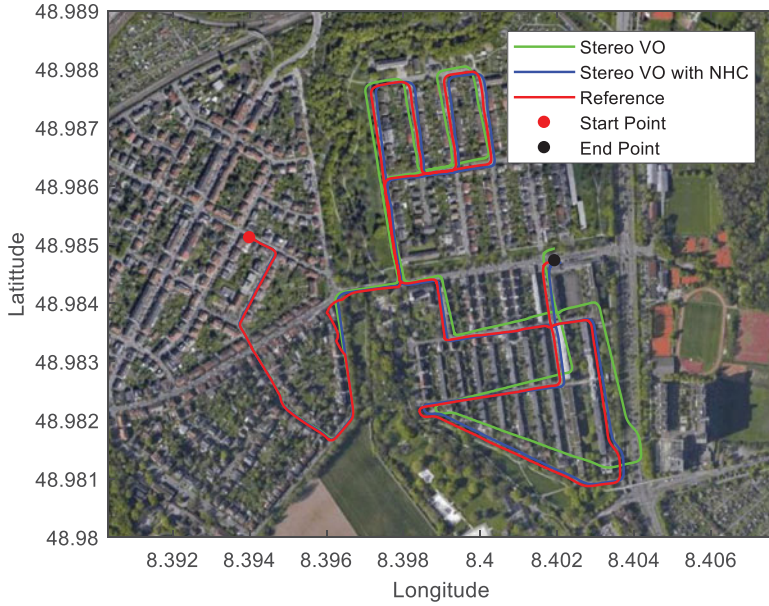 48.989
48.988
48.987
48.986
48.985
48.984
48.983
48.982
48.981
48.98
Latittude
Stereo VO
Stereo VO with NHC
Reference
Start Point
End Point
8.392
8.394
8.396
8.398
8.4
8.402
8.404
8.406
Longitude